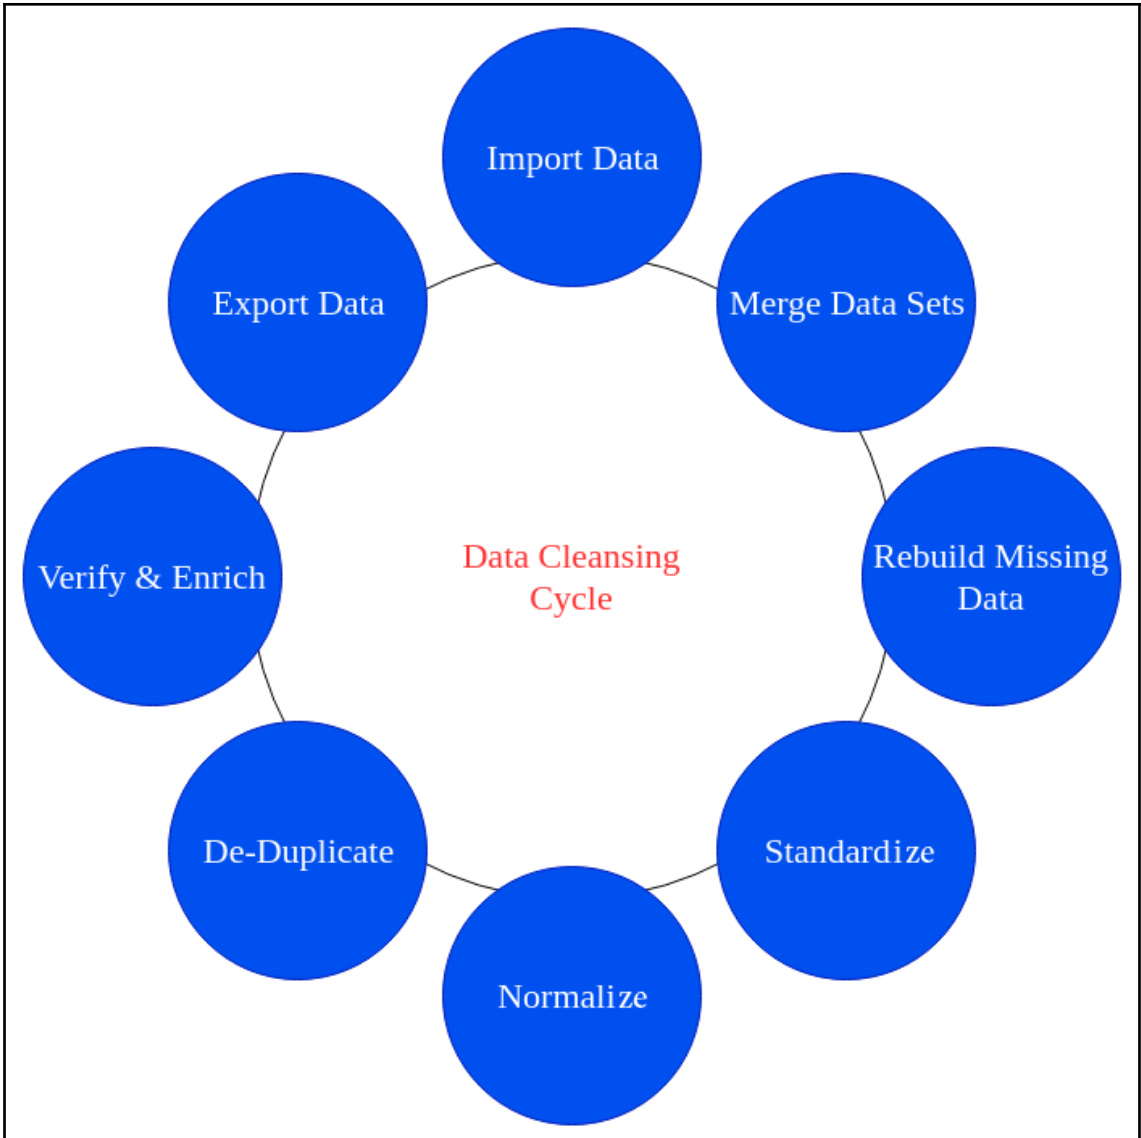 Import Data
Export Data
Merge Data Sets
Verify & Enrich
Data Cleansing
Cycle
Rebuild Missing
Data
De-Duplicate
Standardize
Normalize